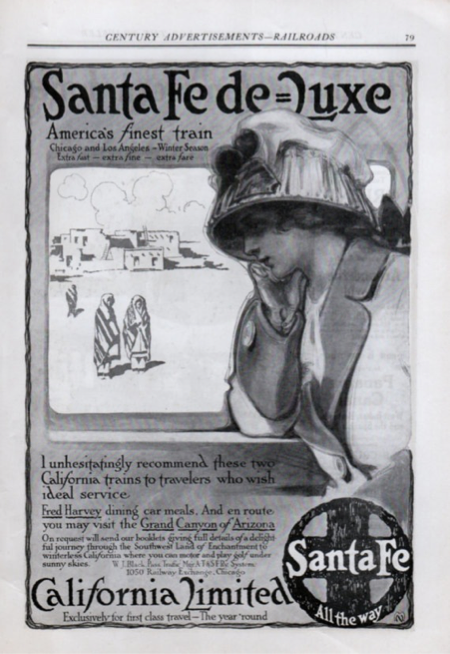 CENTURY ADVERTISEMENTS—RAILROADS 79
Santa Fe de=Luxe
America's finest train
Chicago and Los Angeles – Winter Season
Extra fast – extra fine – extra fare
I unhesitatingly recommend these two
California trains to travelers who wish
ideal service
Fred Harvey dining car meals. And en route
you may visit the Grand Canyon of Arizona
On request will send our booklets giving full details of a delight
ful journey through the Southwest Land of Enchantment to
winterless California where you can motor and play golf under
sunny skies.
W. J. Black, Pass. Traffic Mgr. A T & S F Ry System
1050 Railway Exchange, Chicago
California Limited
Exclusively for first class travel – The year 'round
Santa Fe
All the way